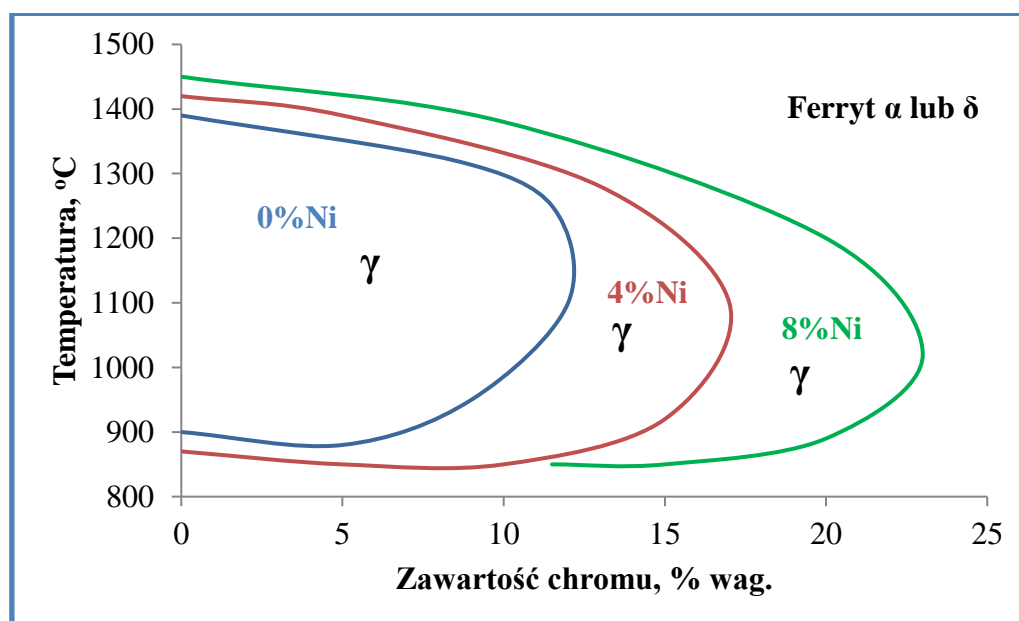 1500
1400
1300
1200
1100
1000
900
800
Temperatura, ºC
Ferryt α lub δ
0%Ni
γ
4%Ni
γ
8%Ni
γ
0 5 10 15 20 25
Zawartość chromu, % wag.